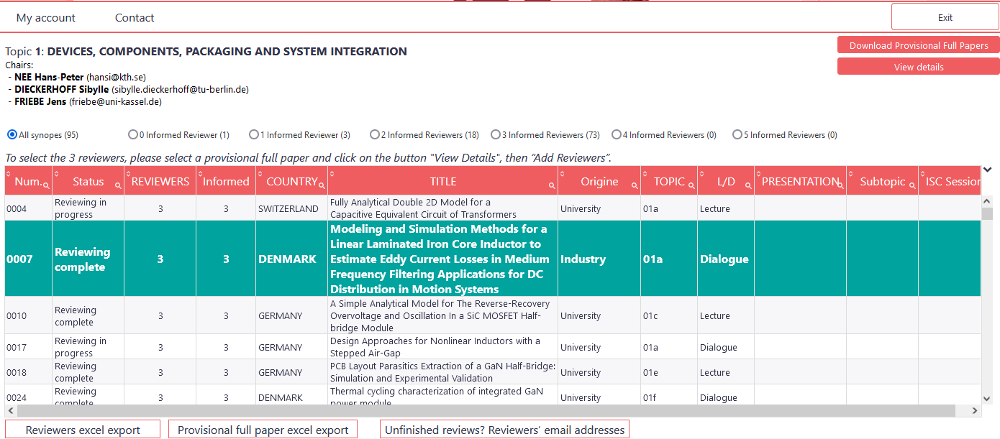 My account Contact Exit
Topic 1: DEVICES, COMPONENTS, PACKAGING AND SYSTEM INTEGRATION
Download Provisional Full Papers
View details
Chairs:
- NEE Hans-Peter (hansi@kth.se)
- DIECKERHOFF Sibylle (sibylle.dieckerhoff@tu-berlin.de)
- FRIEBE Jens (friebe@uni-kassel.de)
All synopes (95) 0 Informed Reviewer (1) 1 Informed Reviewer (3) 2 Informed Reviewers (18) 3 Informed Reviewers (73) 4 Informed Reviewers (0) 5 Informed Reviewers (0)
To select the 3 reviewers, please select a provisional full paper and click on the button "View Details", then “Add Reviewers”.
Num. Status REVIEWERS Informed COUNTRY TITLE Origine TOPIC L/D PRESENTATION Subtopic ISC Session
0004
Reviewing in
progress
3 3 SWITZERLAND
Fully Analytical Double 2D Model for a
Capacitive Equivalent Circuit of Transformers
University 01a Lecture
0007
Reviewing
complete
3 3 DENMARK
Modeling and Simulation Methods for a
Linear Laminated Iron Core Inductor to
Estimate Eddy Current Losses in Medium
Frequency Filtering Applications for DC
Distribution in Motion Systems
Industry 01a Dialogue
0010
Reviewing
complete
3 3 GERMANY
A Simple Analytical Model for The Reverse-Recovery
Overvoltage and Oscillation In a SiC MOSFET Half-
bridge Module
University 01c Lecture
0017
Reviewing in
progress
3 3 GERMANY
Design Approaches for Nonlinear Inductors with a
Stepped Air-Gap
University 01a Dialogue
0018
Reviewing
complete
3 3 GERMANY
PCB Layout Parasitics Extraction of a GaN Half-Bridge:
Simulation and Experimental Validation
University 01e Lecture
0024
Reviewing
complete
3 3 DENMARK
Thermal cycling characterization of integrated GaN
power module
University 01f Dialogue
Reviewers excel export Provisional full paper excel export Unfinished reviews? Reviewers’ email addresses